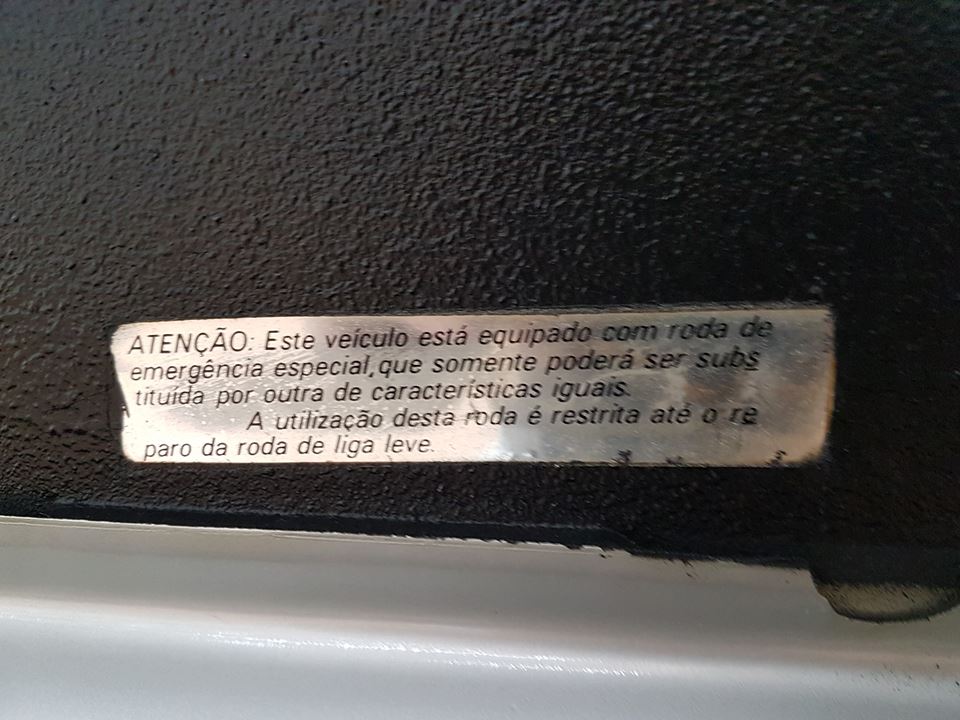 ATENÇÃO: Este veículo está equipado com roda de
emergência especial, que somente poderá ser subs
tituída por outra de características iguais.
A utilização desta roda é restrita até o re
paro da roda de liga leve.